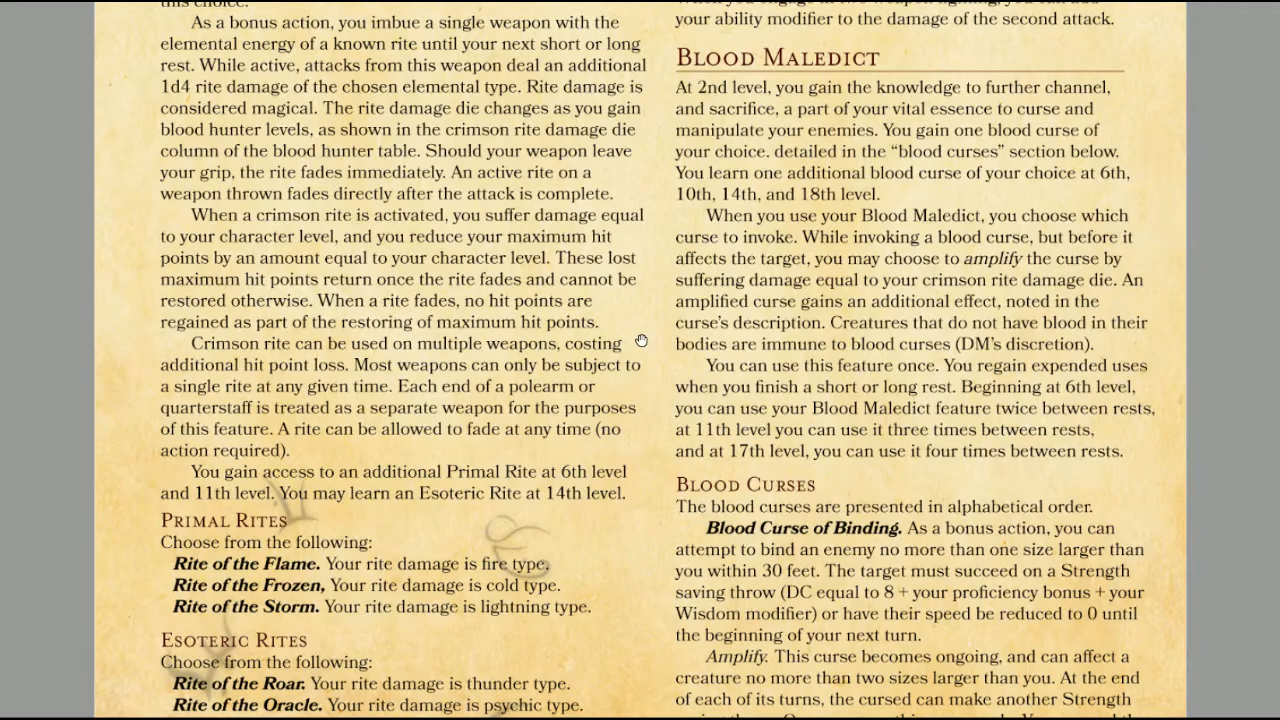 this choice.
As a bonus action, you imbue a single weapon with the
elemental energy of a known rite until your next short or long
rest. While active, attacks from this weapon deal an additional
1d4 rite damage of the chosen elemental type. Rite damage is
considered magical. The rite damage die changes as you gain
blood hunter levels, as shown in the crimson rite damage die
column of the blood hunter table. Should your weapon leave
your grip, the rite fades immediately. An active rite on a
weapon thrown fades directly after the attack is complete.
When a crimson rite is activated, you suffer damage equal
to your character level, and you reduce your maximum hit
points by an amount equal to your character level. These lost
maximum hit points return once the rite fades and cannot be
restored otherwise. When a rite fades, no hit points are
regained as part of the restoring of maximum hit points.
Crimson rite can be used on multiple weapons, costing
additional hit point loss. Most weapons can only be subject to
a single rite at any given time. Each end of a polearm or
quarterstaff is treated as a separate weapon for the purposes
of this feature. A rite can be allowed to fade at any time (no
action required).
You gain access to an additional Primal Rite at 6th level
and 11th level. You may learn an Esoteric Rite at 14th level.
PRIMAL RITES
Choose from the following:
Rite of the Flame. Your rite damage is fire type.
Rite of the Frozen, Your rite damage is cold type.
Rite of the Storm. Your rite damage is lightning type.
ESOTERIC RITES
Choose from the following:
Rite of the Roar. Your rite damage is thunder type.
Rite of the Oracle. Your rite damage is psychic type.
your ability modifier to the damage of the second attack.
BLOOD MALEDICT
At 2nd level, you gain the knowledge to further channel,
and sacrifice, a part of your vital essence to curse and
manipulate your enemies. You gain one blood curse of
your choice. detailed in the “blood curses” section below.
You learn one additional blood curse of your choice at 6th,
10th, 14th, and 18th level.
When you use your Blood Maledict, you choose which
curse to invoke. While invoking a blood curse, but before it
affects the target, you may choose to amplify the curse by
suffering damage equal to your crimson rite damage die. An
amplified curse gains an additional effect, noted in the
curse’s description. Creatures that do not have blood in their
bodies are immune to blood curses (DM’s discretion).
You can use this feature once. You regain expended uses
when you finish a short or long rest. Beginning at 6th level,
you can use your Blood Maledict feature twice between rests,
at 11th level you can use it three times between rests,
and at 17th level, you can use it four times between rests.
BLOOD CURSES
The blood curses are presented in alphabetical order.
Blood Curse of Binding. As a bonus action, you can
attempt to bind an enemy no more than one size larger than
you within 30 feet. The target must succeed on a Strength
saving throw (DC equal to 8 + your proficiency bonus + your
Wisdom modifier) or have their speed be reduced to 0 until
the beginning of your next turn.
Amplify. This curse becomes ongoing, and can affect a
creature no more than two sizes larger than you. At the end
of each of its turns, the cursed can make another Strength